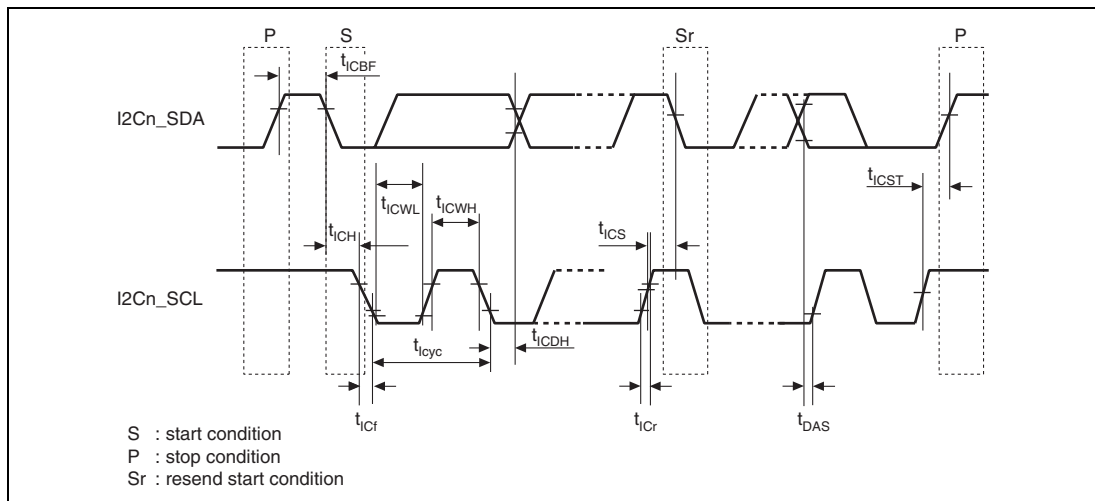 P S Sr P
tICBF
I2Cn_SDA
tICST
tICWL tICWH
tICH tICS
I2Cn_SCL
tICDH
tIcyc
tICf tICr tDAS
S : start condition
P : stop condition
Sr : resend start condition